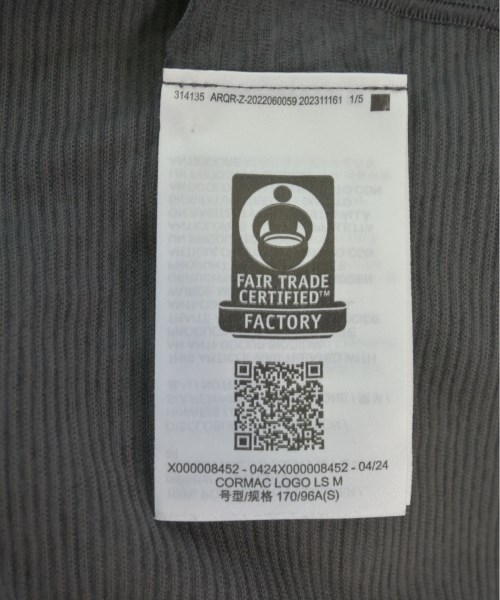 314135 ARQR-Z-2022060059 202311161 1/5
FAIR TRADE
CERTIFIED™
FACTORY
X000008452 - 0424X000008452 - 04/24
CORMAC LOGO LS M
号型/规格 170/96A(S)